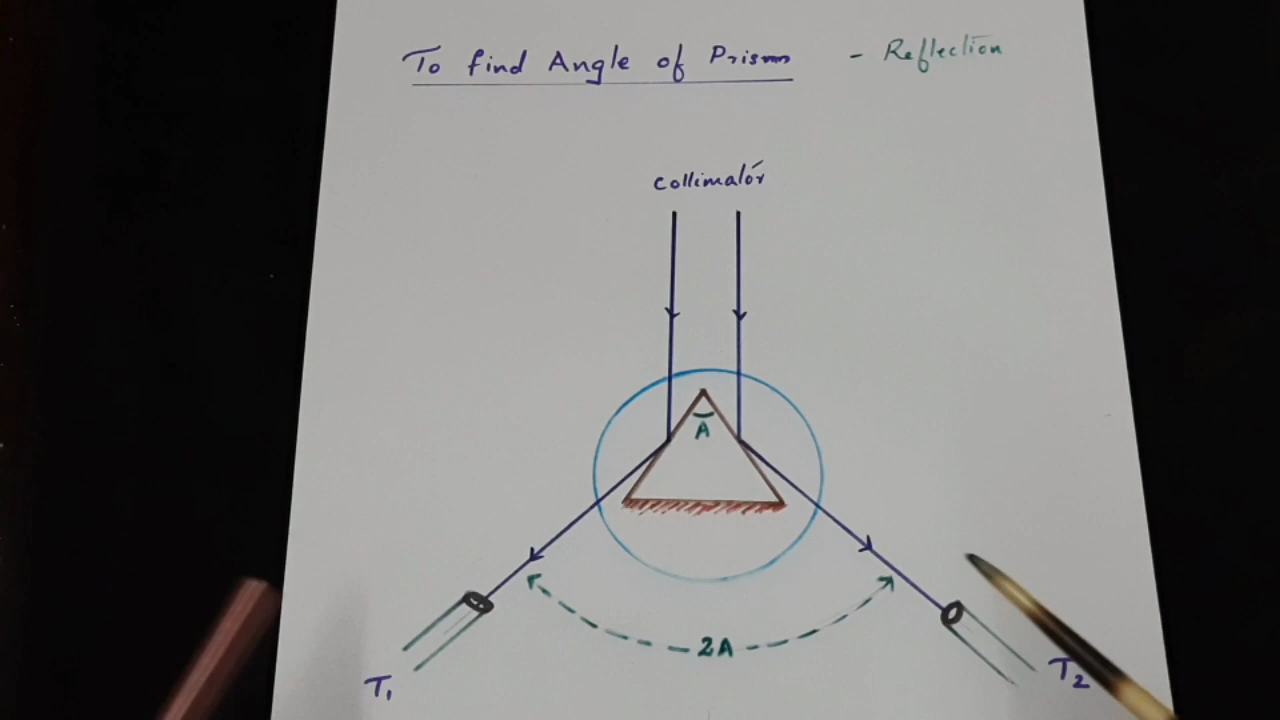 To find Angle of Prism - Reflection
Collimator
A
2A
T1
T2